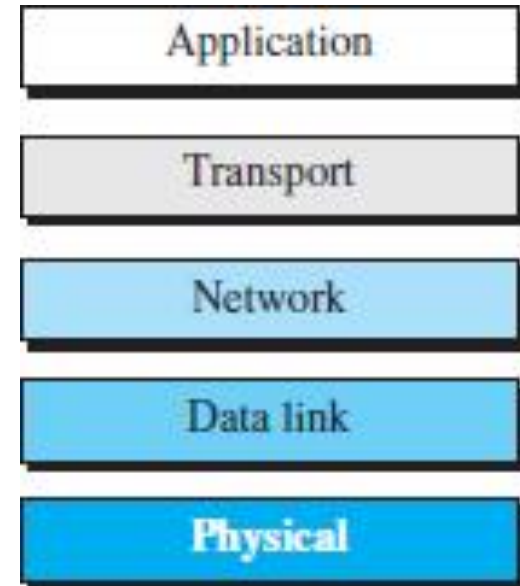 Application
Transport
Network
Data link
Physical